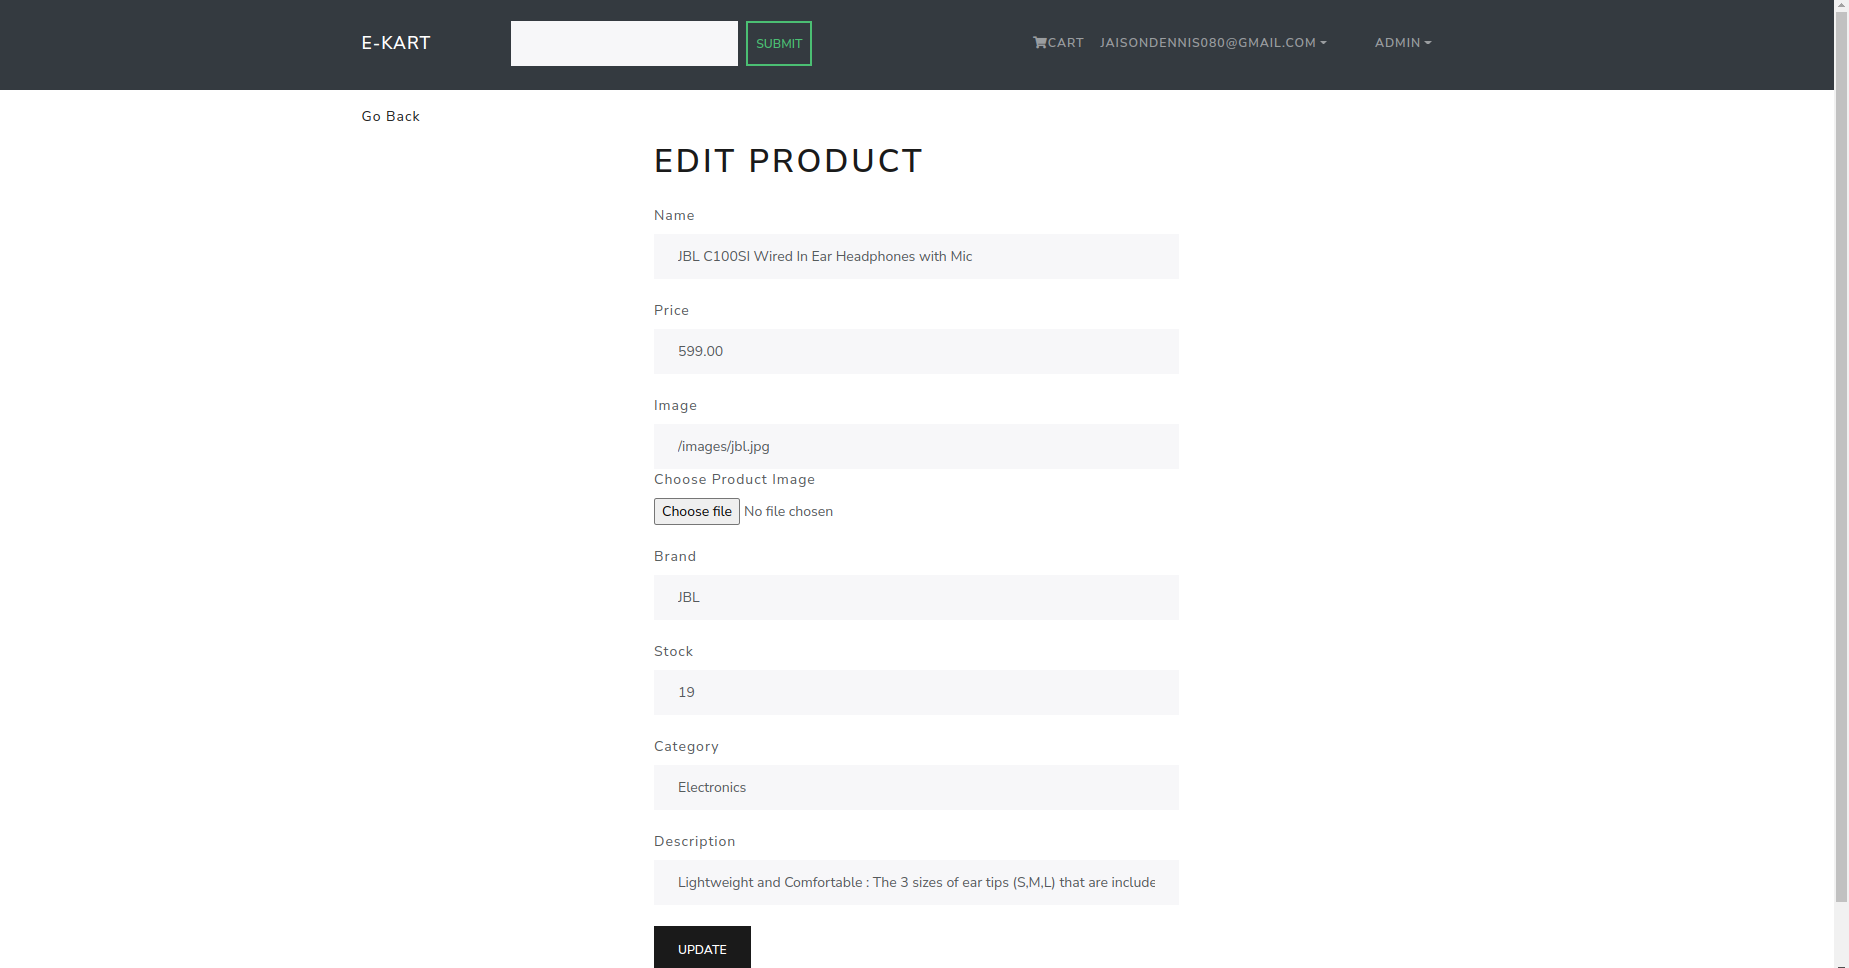 E-KART
SUBMIT
CART
JAISONDENNIS080@GMAIL.COM
ADMIN
Go Back
EDIT PRODUCT
Name
JBL C100SI Wired In Ear Headphones with Mic
Price
599.00
Image
/images/jbl.jpg
Choose Product Image
Choose file No file chosen
Brand
JBL
Stock
19
Category
Electronics
Description
Lightweight and Comfortable : The 3 sizes of ear tips (S,M,L) that are include
UPDATE